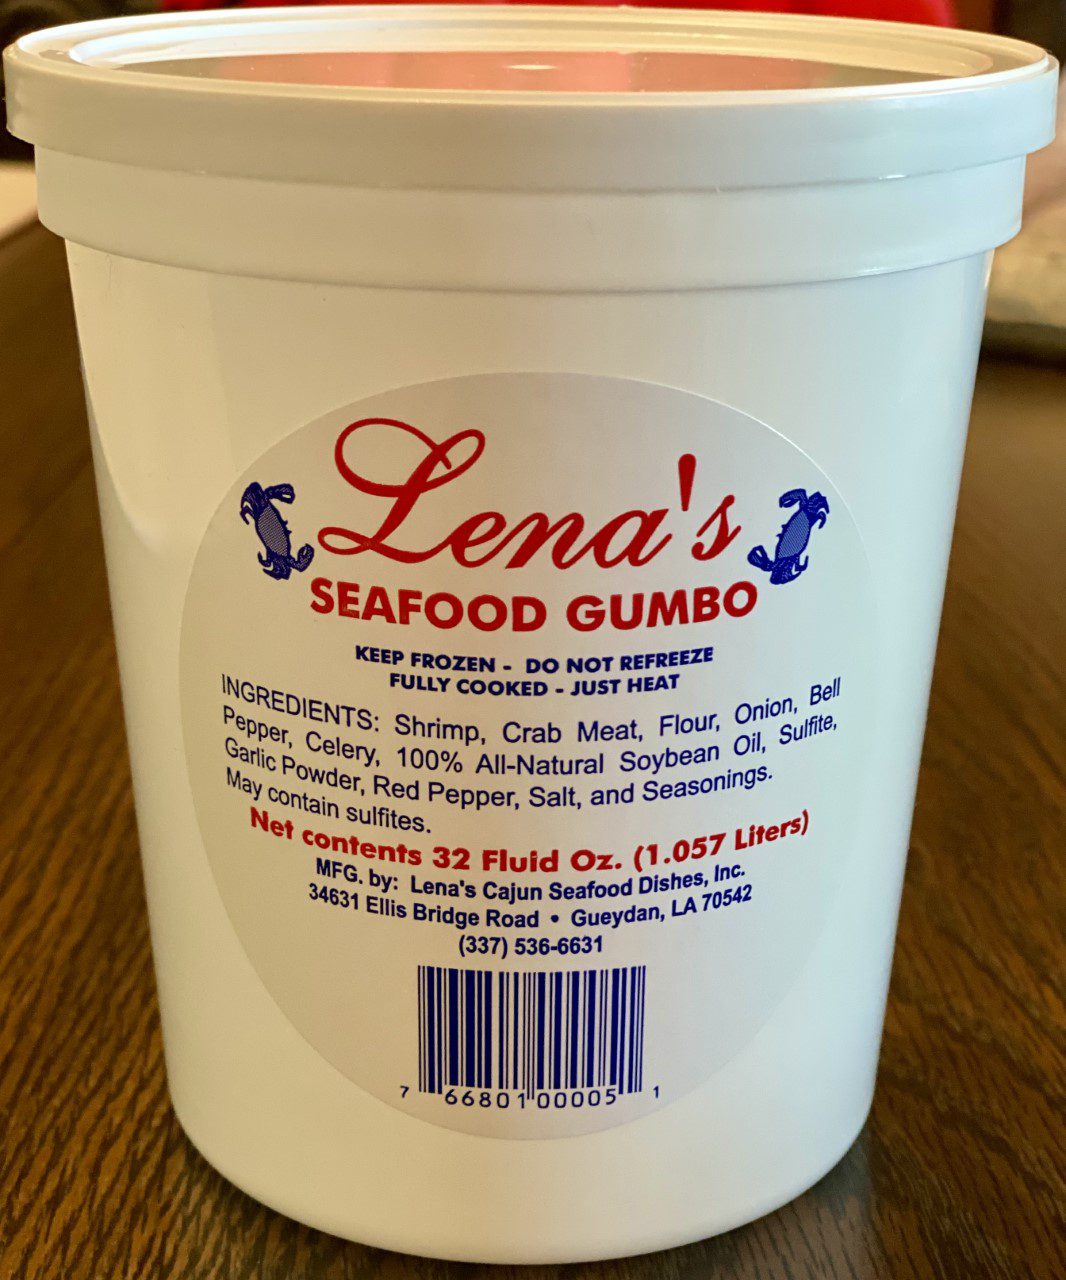 Lena's
SEAFOOD GUMBO
KEEP FROZEN - DO NOT REFREEZE
FULLY COOKED - JUST HEAT
INGREDIENTS: Shrimp, Crab Meat, Flour, Onion, Bell
Pepper, Celery, 100% All-Natural Soybean Oil, Sulfite,
Garlic Powder, Red Pepper, Salt, and Seasonings.
May contain sulfites.
Net contents 32 Fluid Oz. (1.057 Liters)
MFG. by: Lena's Cajun Seafood Dishes, Inc.
34631 Ellis Bridge Road • Gueydan, LA 70542
(337) 536-6631
7 66801 00005 1